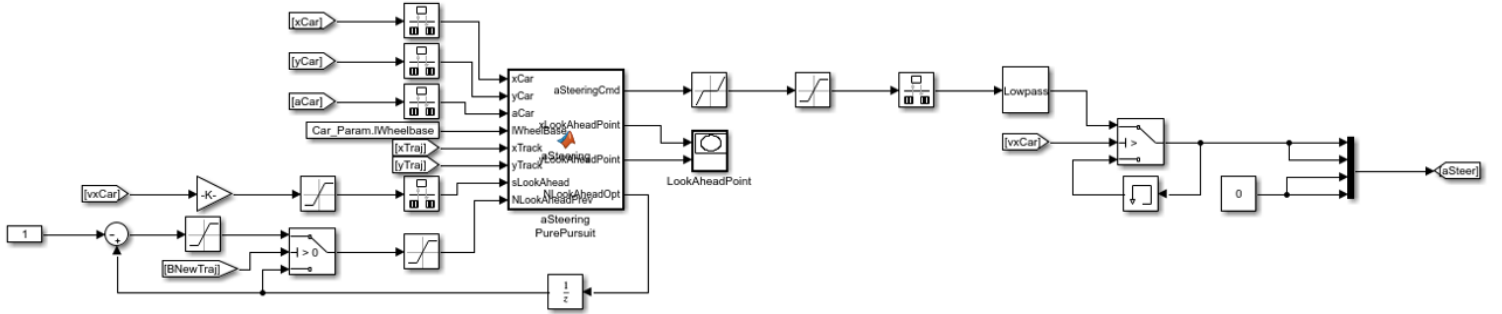 [xCar]
[yCar]
[aCar]
Car_Param.lWheelbase
[xTraj]
[yTraj]
[vxCar]
-K-
1
-
+
[BNewTraj]
> 0
xCar
yCar
aCar
lWheelBase
xTrack
yTrack
sLookAhead
NLookAheadPrev
aSteering
aSteeringCmd
xLookAheadPoint
yLookAheadPoint
NLookAheadOpt
aSteering
PurePursuit
1
z
LookAheadPoint
Lowpass
[vxCar]
>
0
[aSteer]